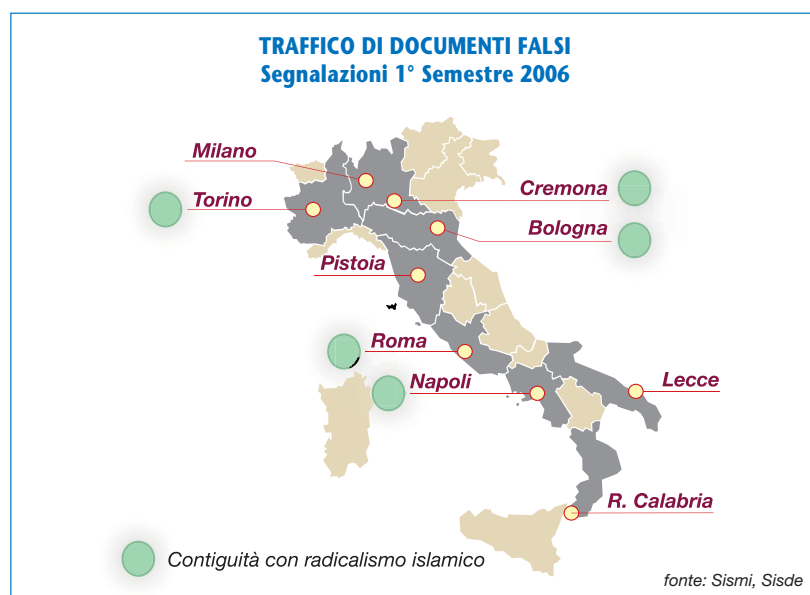 TRAFFICO DI DOCUMENTI FALSI
Segnalazioni 1° Semestre 2006
Milano
Cremona
Torino
Bologna
Pistoia
Roma
Napoli
Lecce
R. Calabria
Contiguità con radicalismo islamico
fonte: Sismi, Sisde